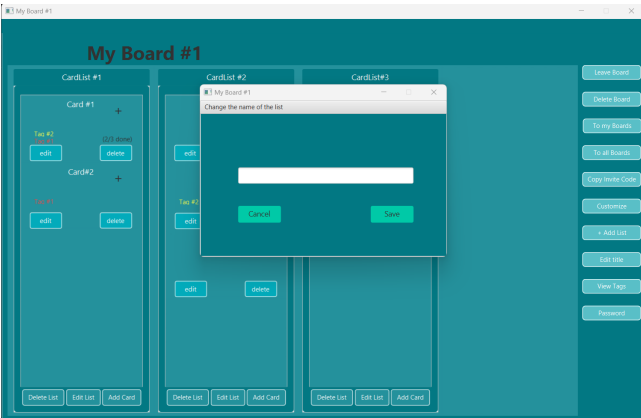 My Board #1
My Board #1
CardList #1
Card #1
+
Tag #2
(2/3 done)
edit
delete
Card#2
+
edit
delete
Delete List
Edit List
Add Card
CardList #2
edit
Tag #2
edit
edit
delete
Delete List
Edit List
Add Card
CardList#3
Delete List
Edit List
Add Card
My Board #1
Change the name of the list
Cancel
Save
Leave Board
Delete Board
To my Boards
To all Boards
Copy Invite Code
Customize
+ Add List
Edit title
View Tags
Password